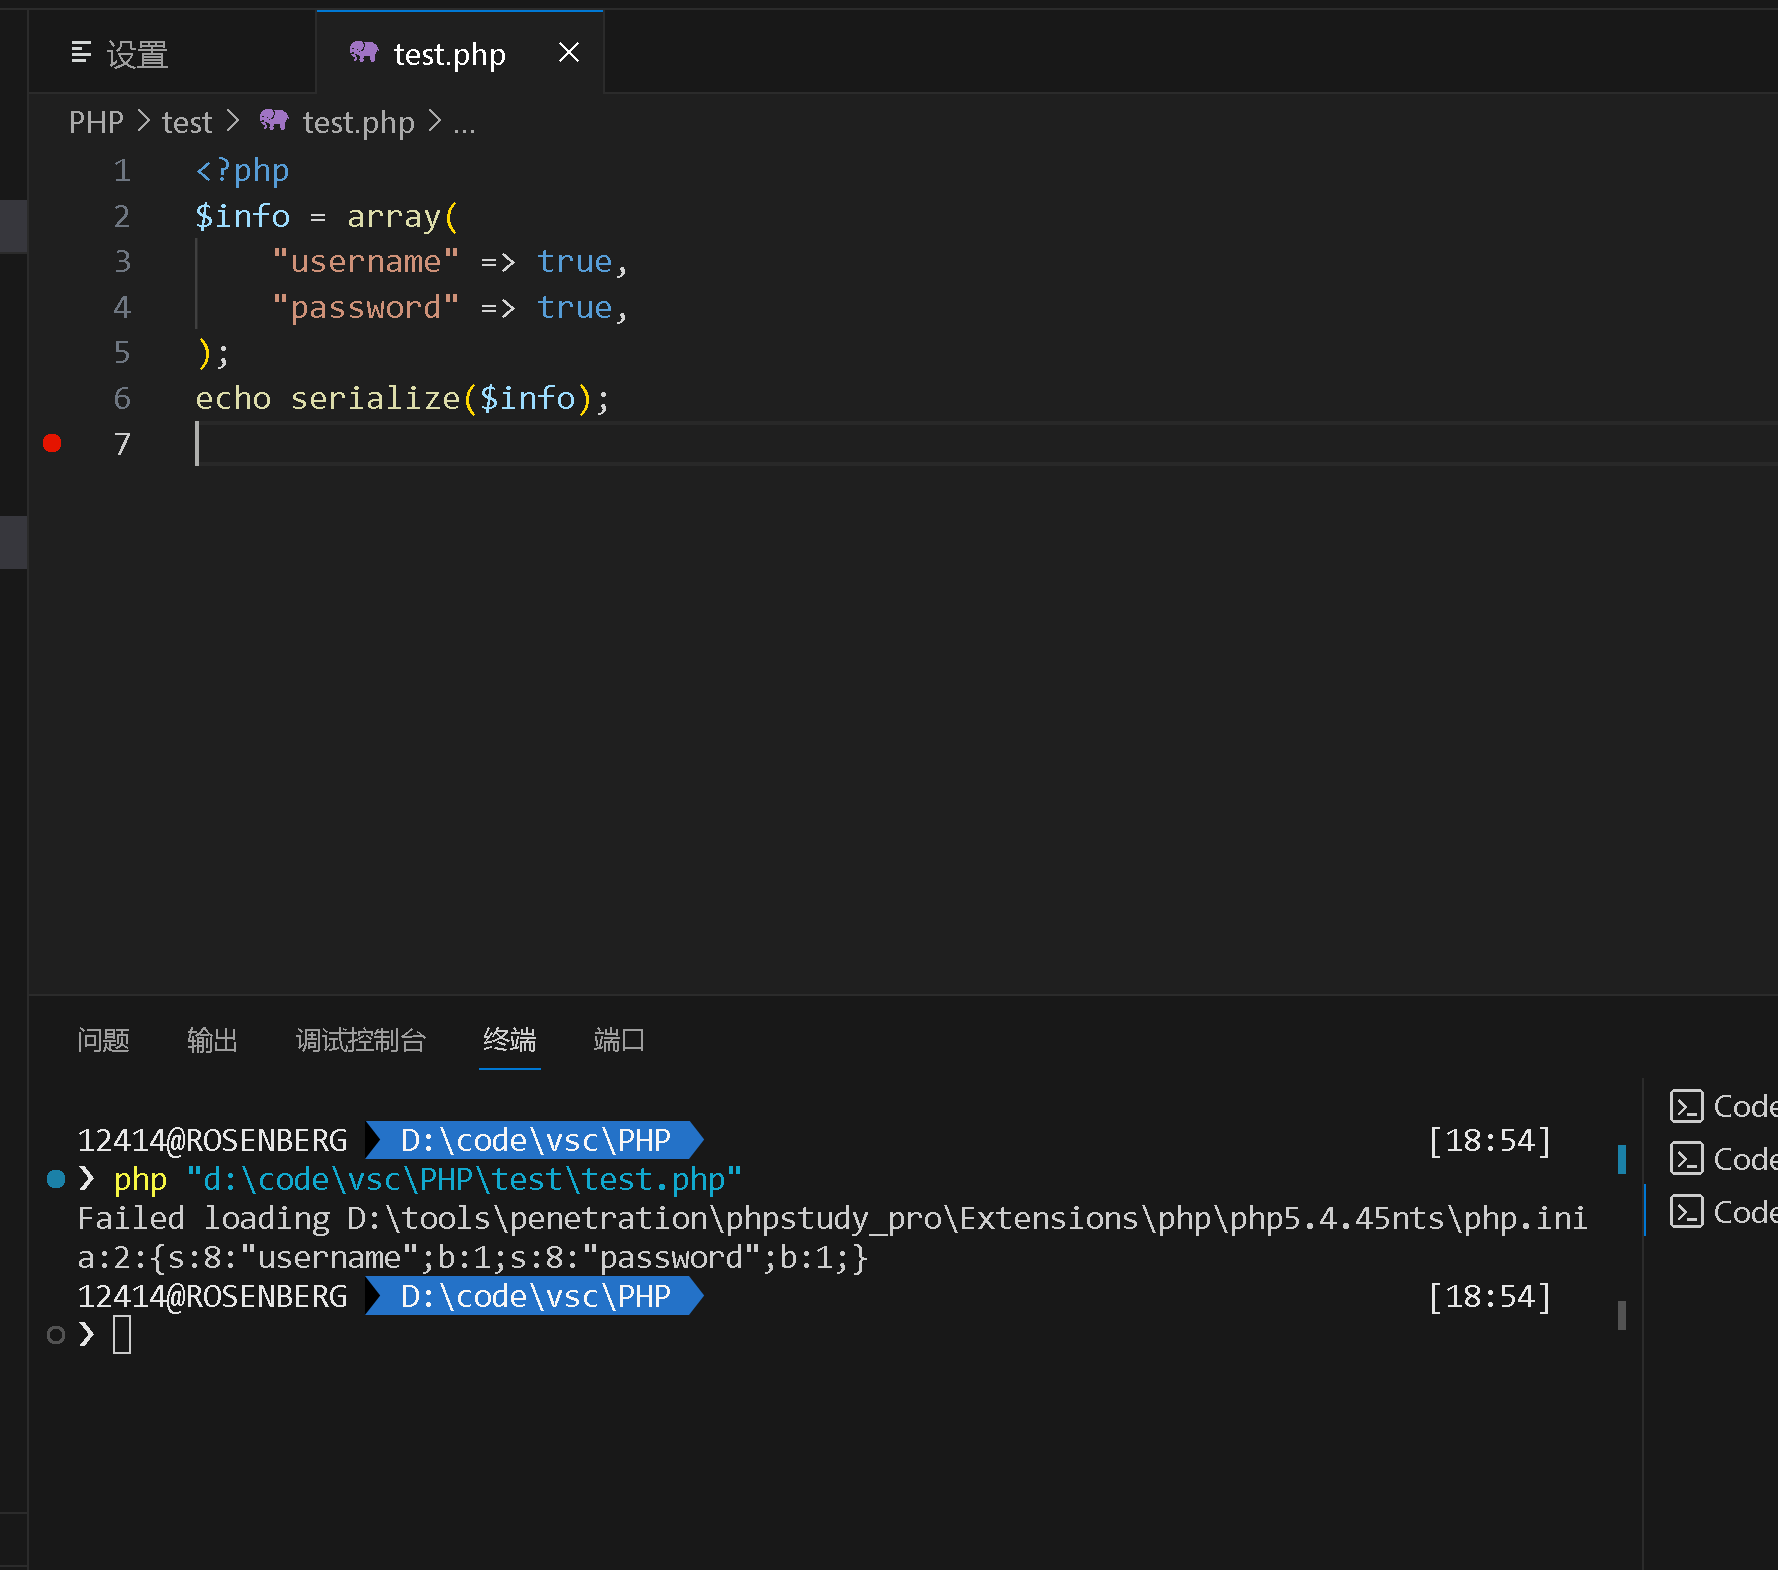 设置
test.php
PHP > test > test.php > ...
1 <?php
2 $info = array(
3 "username" => true,
4 "password" => true,
5 );
6 echo serialize($info);
7
问题 输出 调试控制台 终端 端口
12414@ROSENBERG D:\code\vsc\PHP [18:54]
❯ php "d:\code\vsc\PHP\test\test.php"
Failed loading D:\tools\penetration\phpstudy_pro\Extensions\php\php5.4.45nts\php.ini
a:2:{s:8:"username";b:1;s:8:"password";b:1;}
12414@ROSENBERG D:\code\vsc\PHP [18:54]
❯
Code
Code
Code